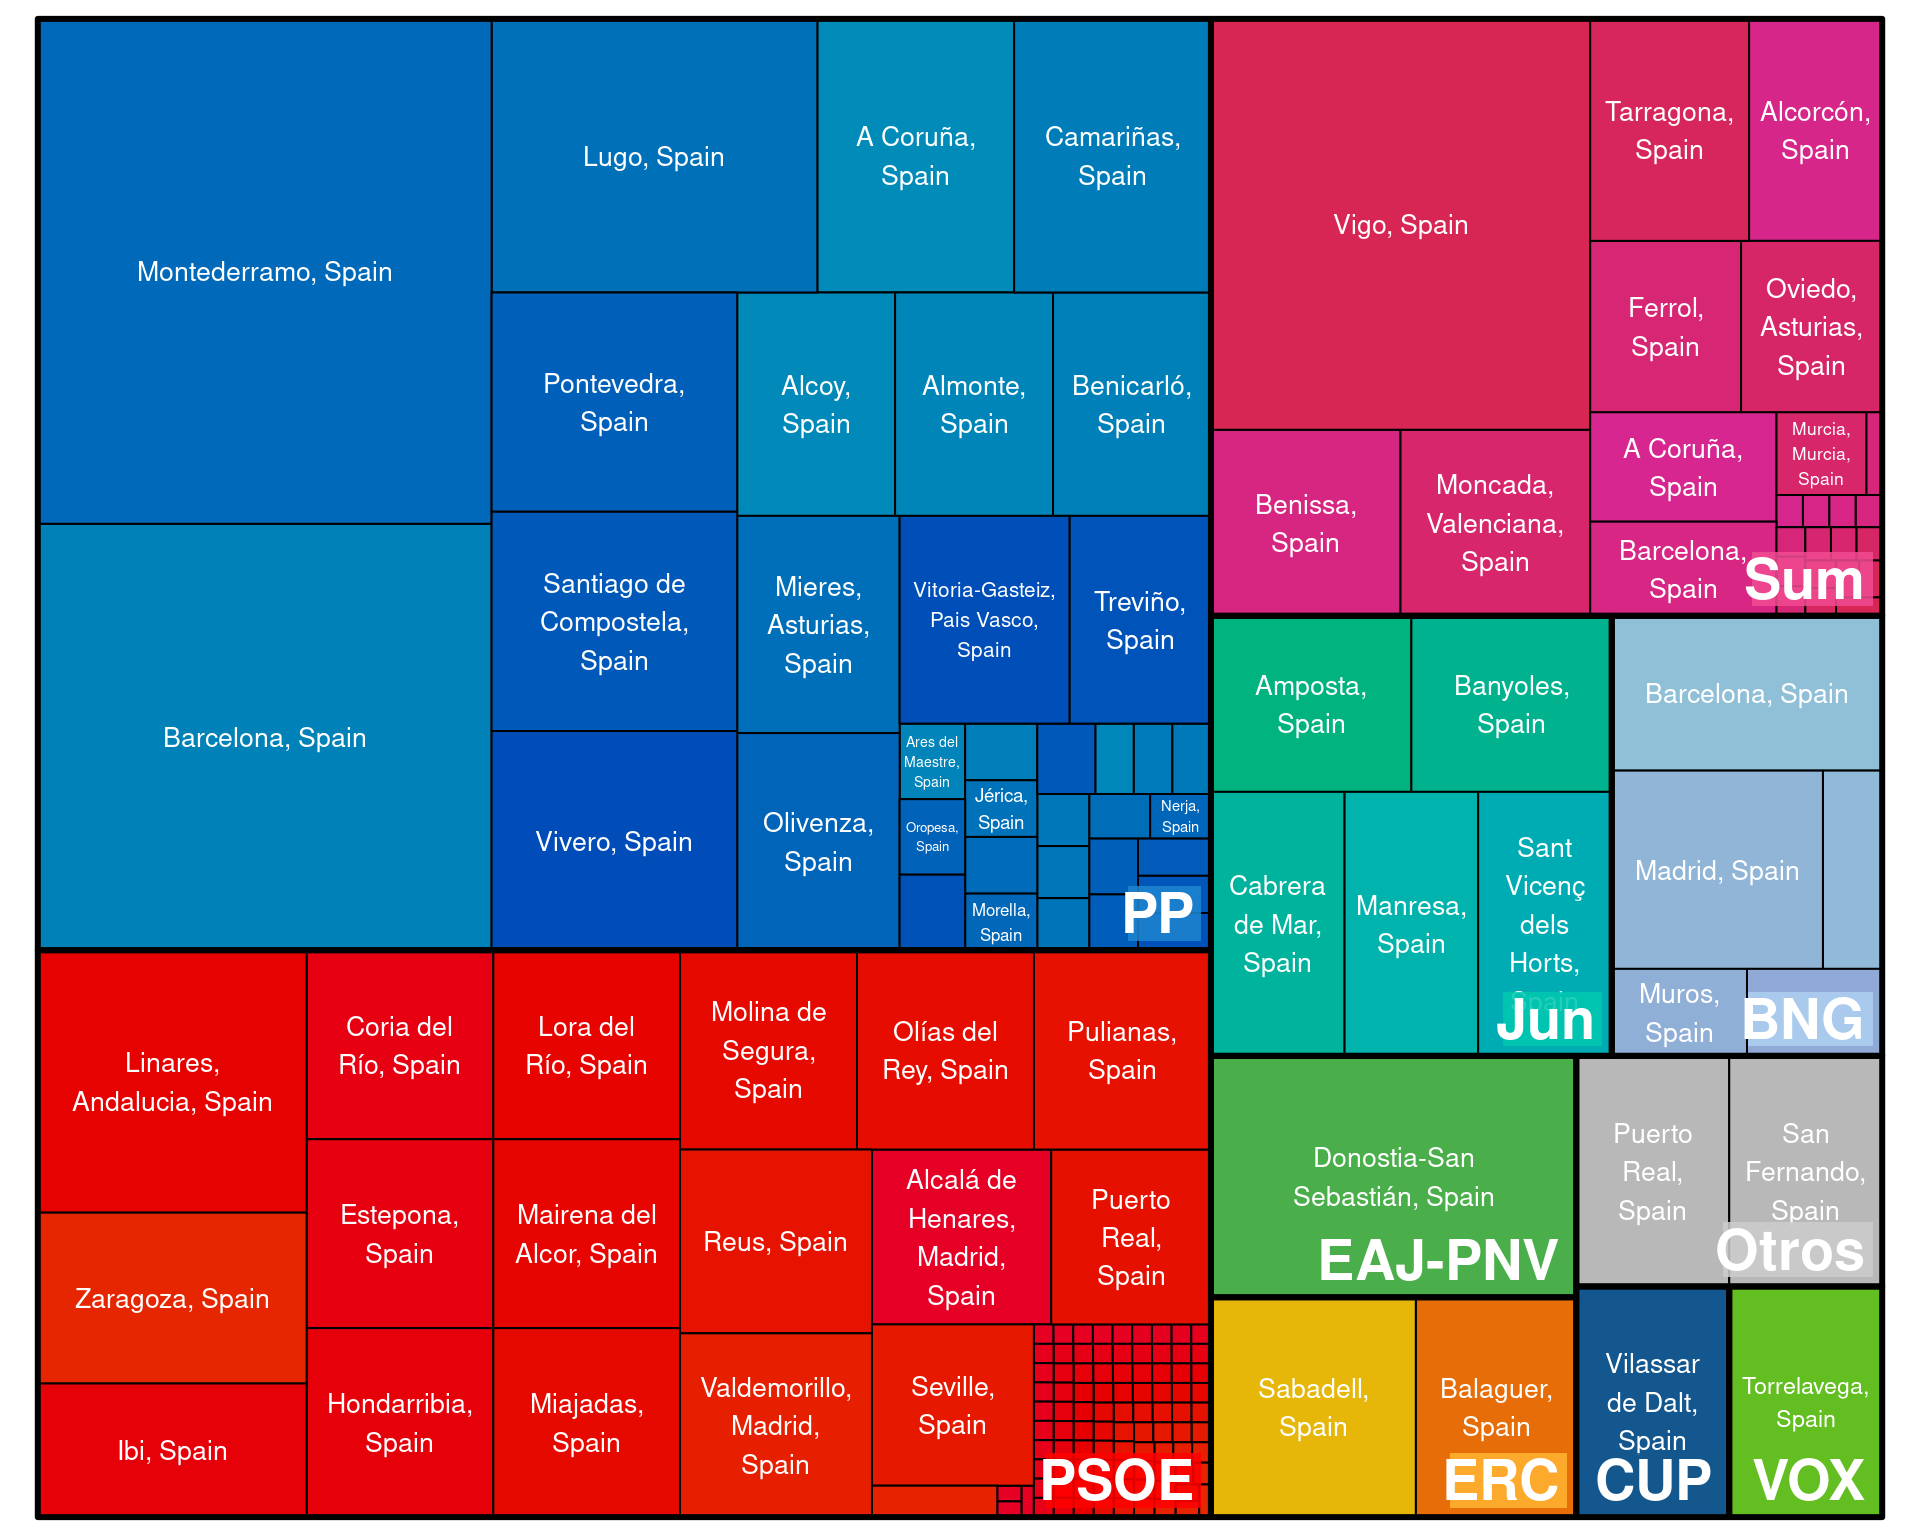 Montederramo, Spain
Barcelona, Spain
Lugo, Spain
A Coruña,
Spain
Camariñas,
Spain
Pontevedra,
Spain
Alcoy,
Spain
Almonte,
Spain
Benicarló,
Spain
Santiago de
Compostela,
Spain
Mieres,
Asturias,
Spain
Vitoria-Gasteiz,
Pais Vasco,
Spain
Treviño,
Spain
Vivero, Spain
Olivenza,
Spain
Ares del
Maestre,
Spain
Oropesa,
Spain
Jérica,
Spain
Morella,
Spain
Nerja,
Spain
PP
Linares,
Andalucia, Spain
Zaragoza, Spain
Ibi, Spain
Coria del
Río, Spain
Lora del
Río, Spain
Estepona,
Spain
Mairena del
Alcor, Spain
Hondarribia,
Spain
Miajadas,
Spain
Molina de
Segura,
Spain
Olías del
Rey, Spain
Pulianas,
Spain
Reus, Spain
Alcalá de
Henares,
Madrid,
Spain
Puerto
Real,
Spain
Valdemorillo,
Madrid,
Spain
Seville,
Spain
PSOE
Vigo, Spain
Tarragona,
Spain
Alcorcón,
Spain
Ferrol,
Spain
Oviedo,
Asturias,
Spain
Benissa,
Spain
Moncada,
Valenciana,
Spain
A Coruña,
Spain
Murcia,
Murcia,
Spain
Barcelona,
Spain
Sum
Amposta,
Spain
Banyoles,
Spain
Cabrera
de Mar,
Spain
Manresa,
Spain
Sant
Vicenç
dels
Horts,
Spain
Jun
Barcelona, Spain
Madrid, Spain
Muros,
Spain
BNG
Donostia-San
Sebastián, Spain
EAJ-PNV
Puerto
Real,
Spain
San
Fernando,
Spain
Otros
Sabadell,
Spain
Balaguer,
Spain
ERC
Vilassar
de Dalt,
Spain
CUP
Torrelavega,
Spain
VOX